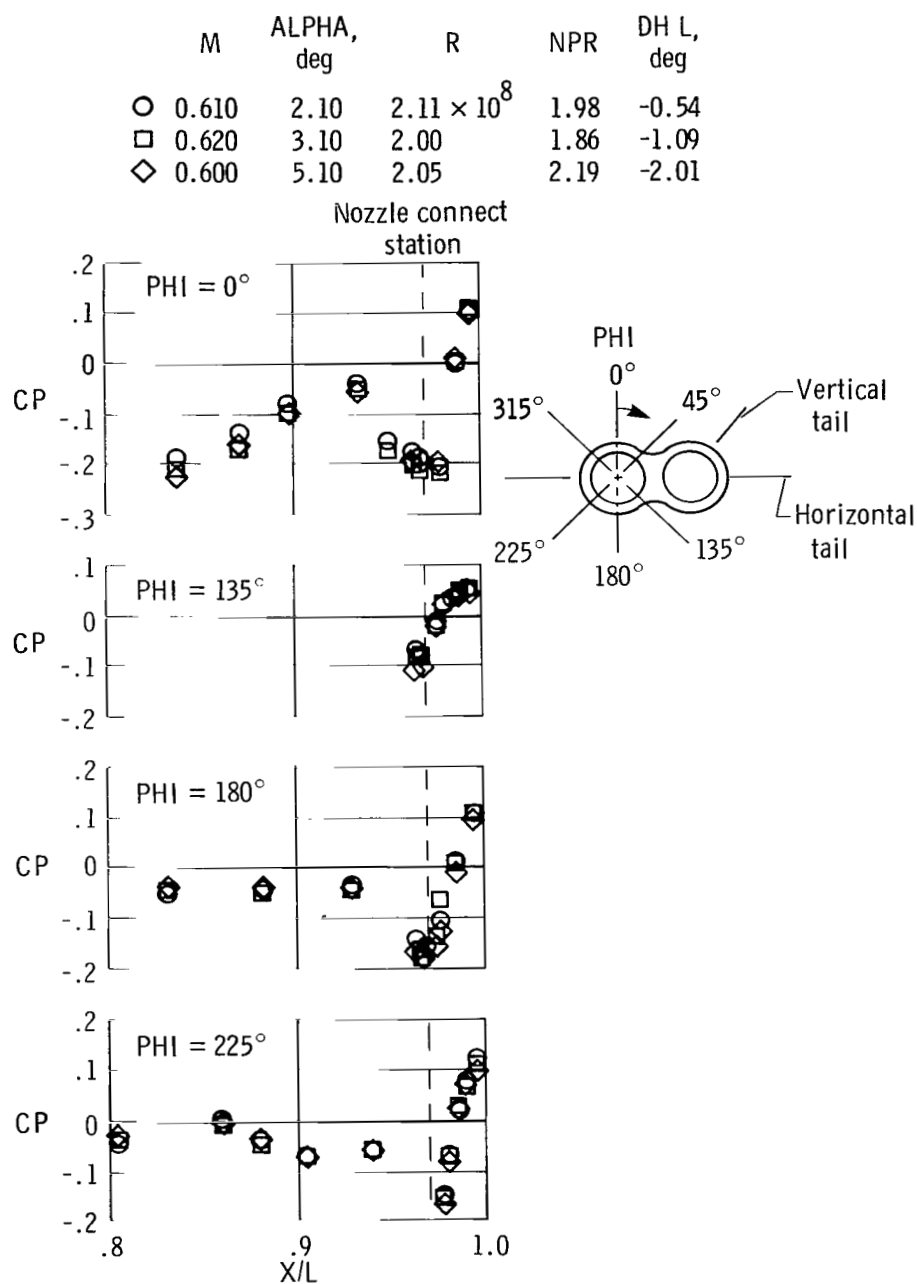 M ALPHA, deg R NPR DH L, deg
○ 0.610 2.10 2.11 × 10^8 1.98 -0.54
□ 0.620 3.10 2.00 1.86 -1.09
◇ 0.600 5.10 2.05 2.19 -2.01
Nozzle connect
station
.2
PHI = 0°
.1
0
CP
-.1
-.2
-.3
PHI
0°
45°
315°
Vertical
tail
Horizontal
tail
225°
135°
180°
.1
PHI = 135°
0
CP
-.1
-.2
.2
PHI = 180°
.1
CP
0
-.1
-.2
.2
PHI = 225°
.1
CP
0
-.1
-.2
.8
.9
1.0
X/L